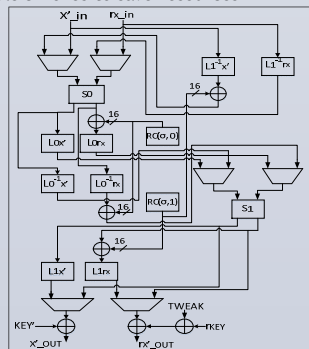 X'_in rx_in
L1⁻¹x' L1⁻¹rx
16
S0
16
RC(σ,0)
L0x' L0rx
L0⁻¹x' L0⁻¹rx
RC(σ,1)
16
S1
16
L1x' L1rx
TWEAK
KEY' rKEY
X'_OUT rx'_OUT